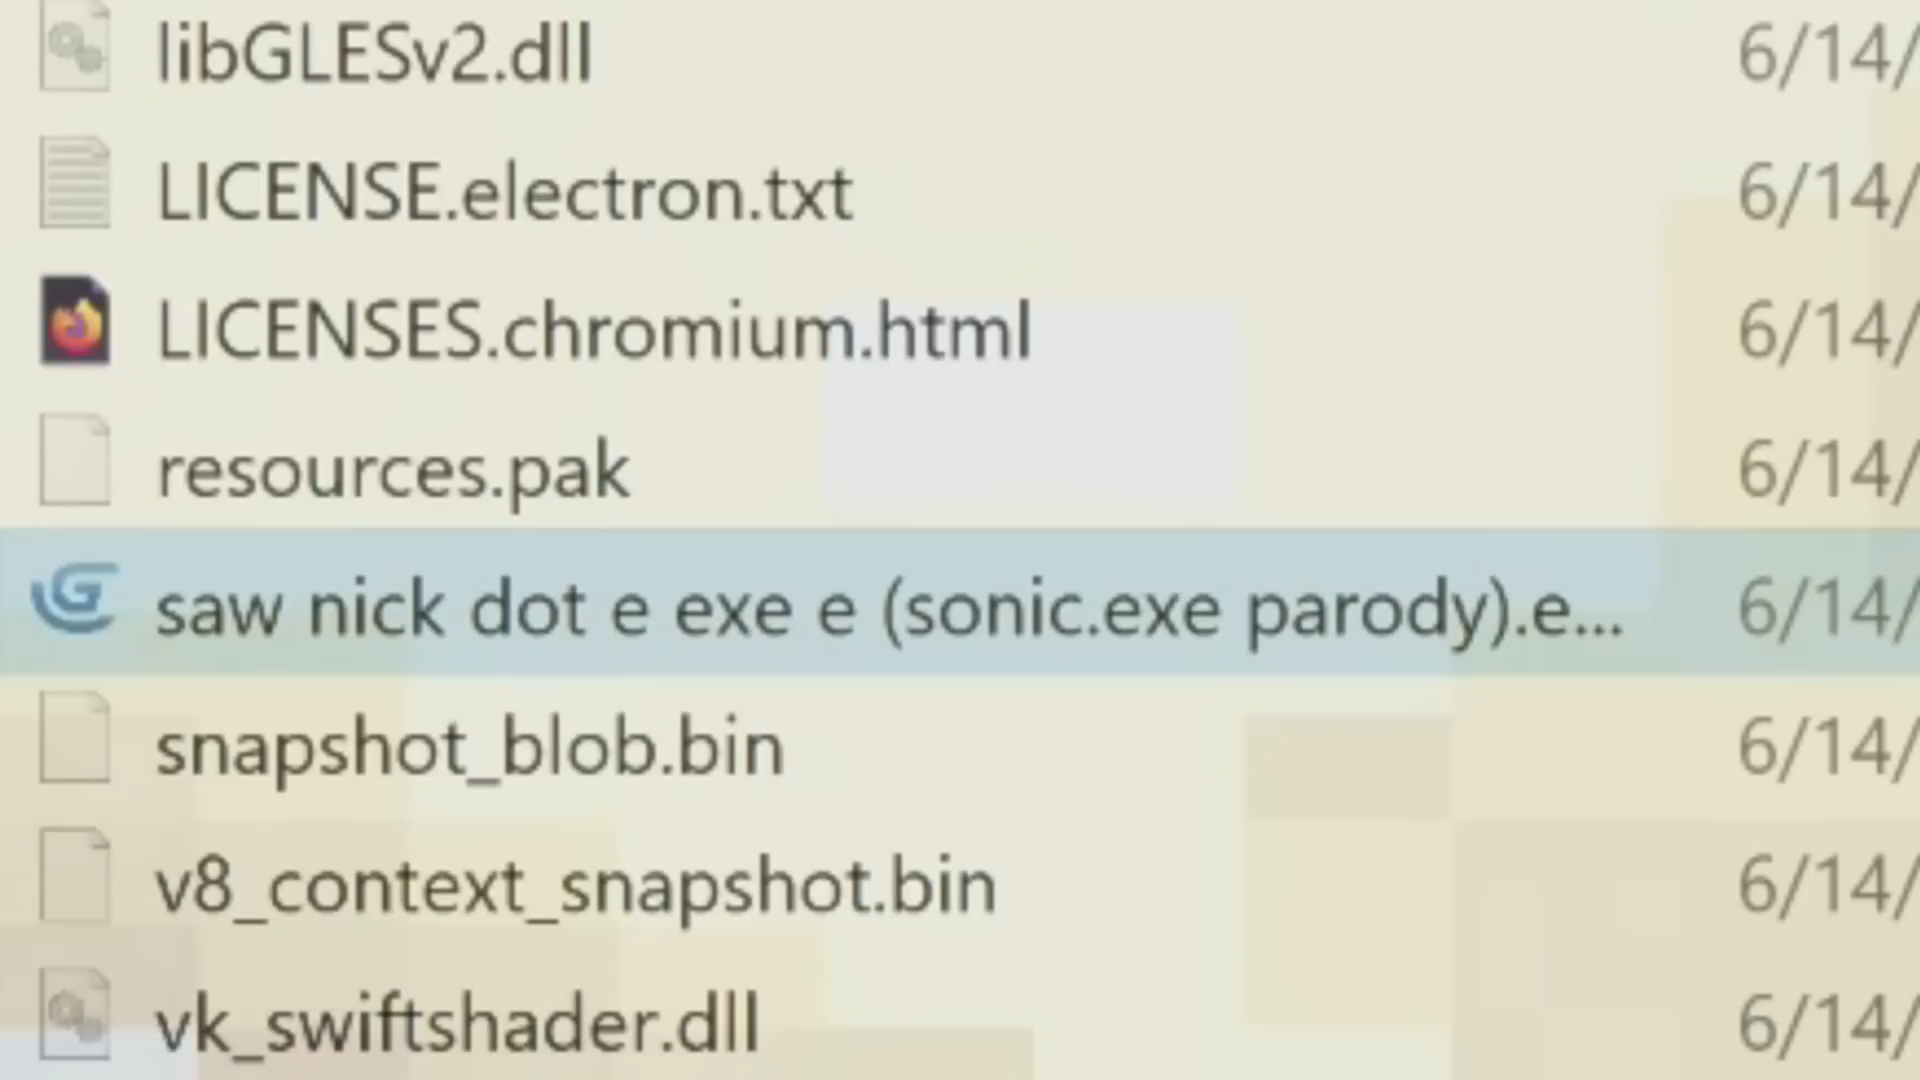 libGLESv2.dll 6/14/
LICENSE.electron.txt 6/14/
LICENSES.chromium.html 6/14/
resources.pak 6/14/
saw nick dot e exe e (sonic.exe parody).e... 6/14/
snapshot_blob.bin 6/14/
v8_context_snapshot.bin 6/14/
vk_swiftshader.dll 6/14/